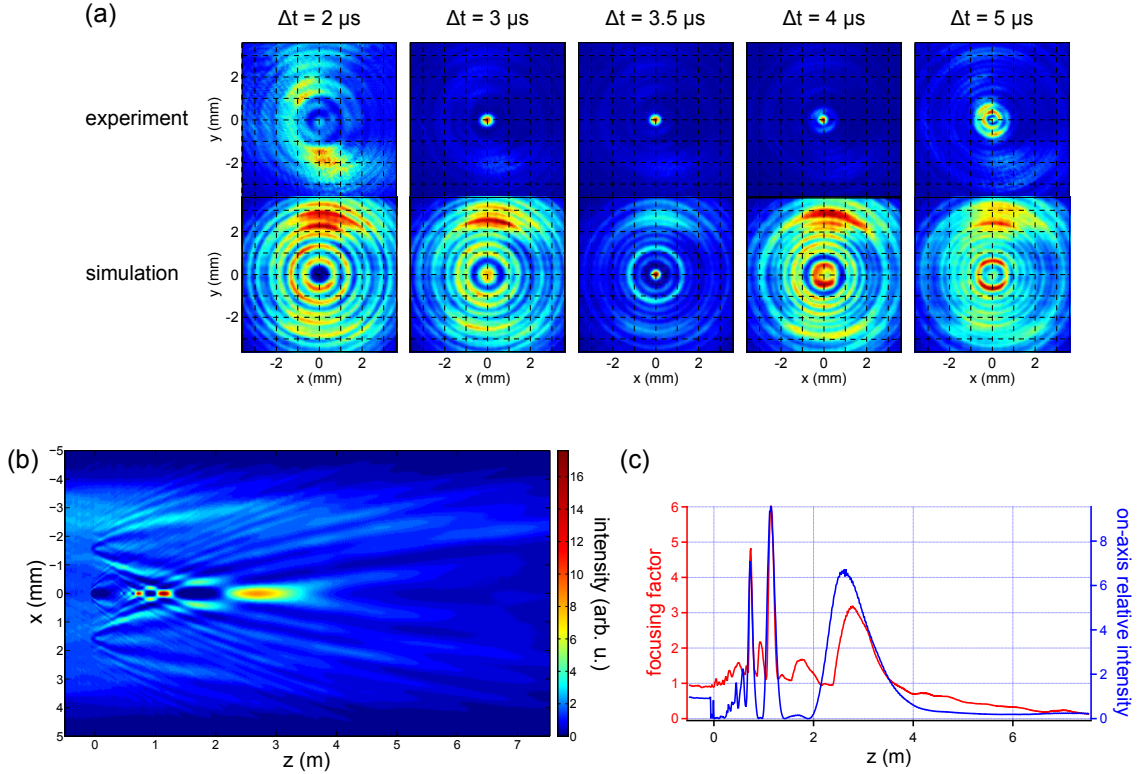 (a)
Δt = 2 µs Δt = 3 µs Δt = 3.5 µs Δt = 4 µs Δt = 5 µs
experiment
y (mm)
2
0
-2
simulation
y (mm)
2
0
-2
-2 0 2 -2 0 2 -2 0 2 -2 0 2 -2 0 2
x (mm) x (mm) x (mm) x (mm) x (mm)
(b)
x (mm)
-5
-4
-3
-2
-1
0
1
2
3
4
5
0 1 2 3 4 5 6 7
z (m)
16
14
12
10
8
6
4
2
0
intensity (arb. u.)
(c)
focusing factor
6
5
4
3
2
1
0
0 2 4 6
z (m)
8
6
4
2
0
on-axis relative intensity